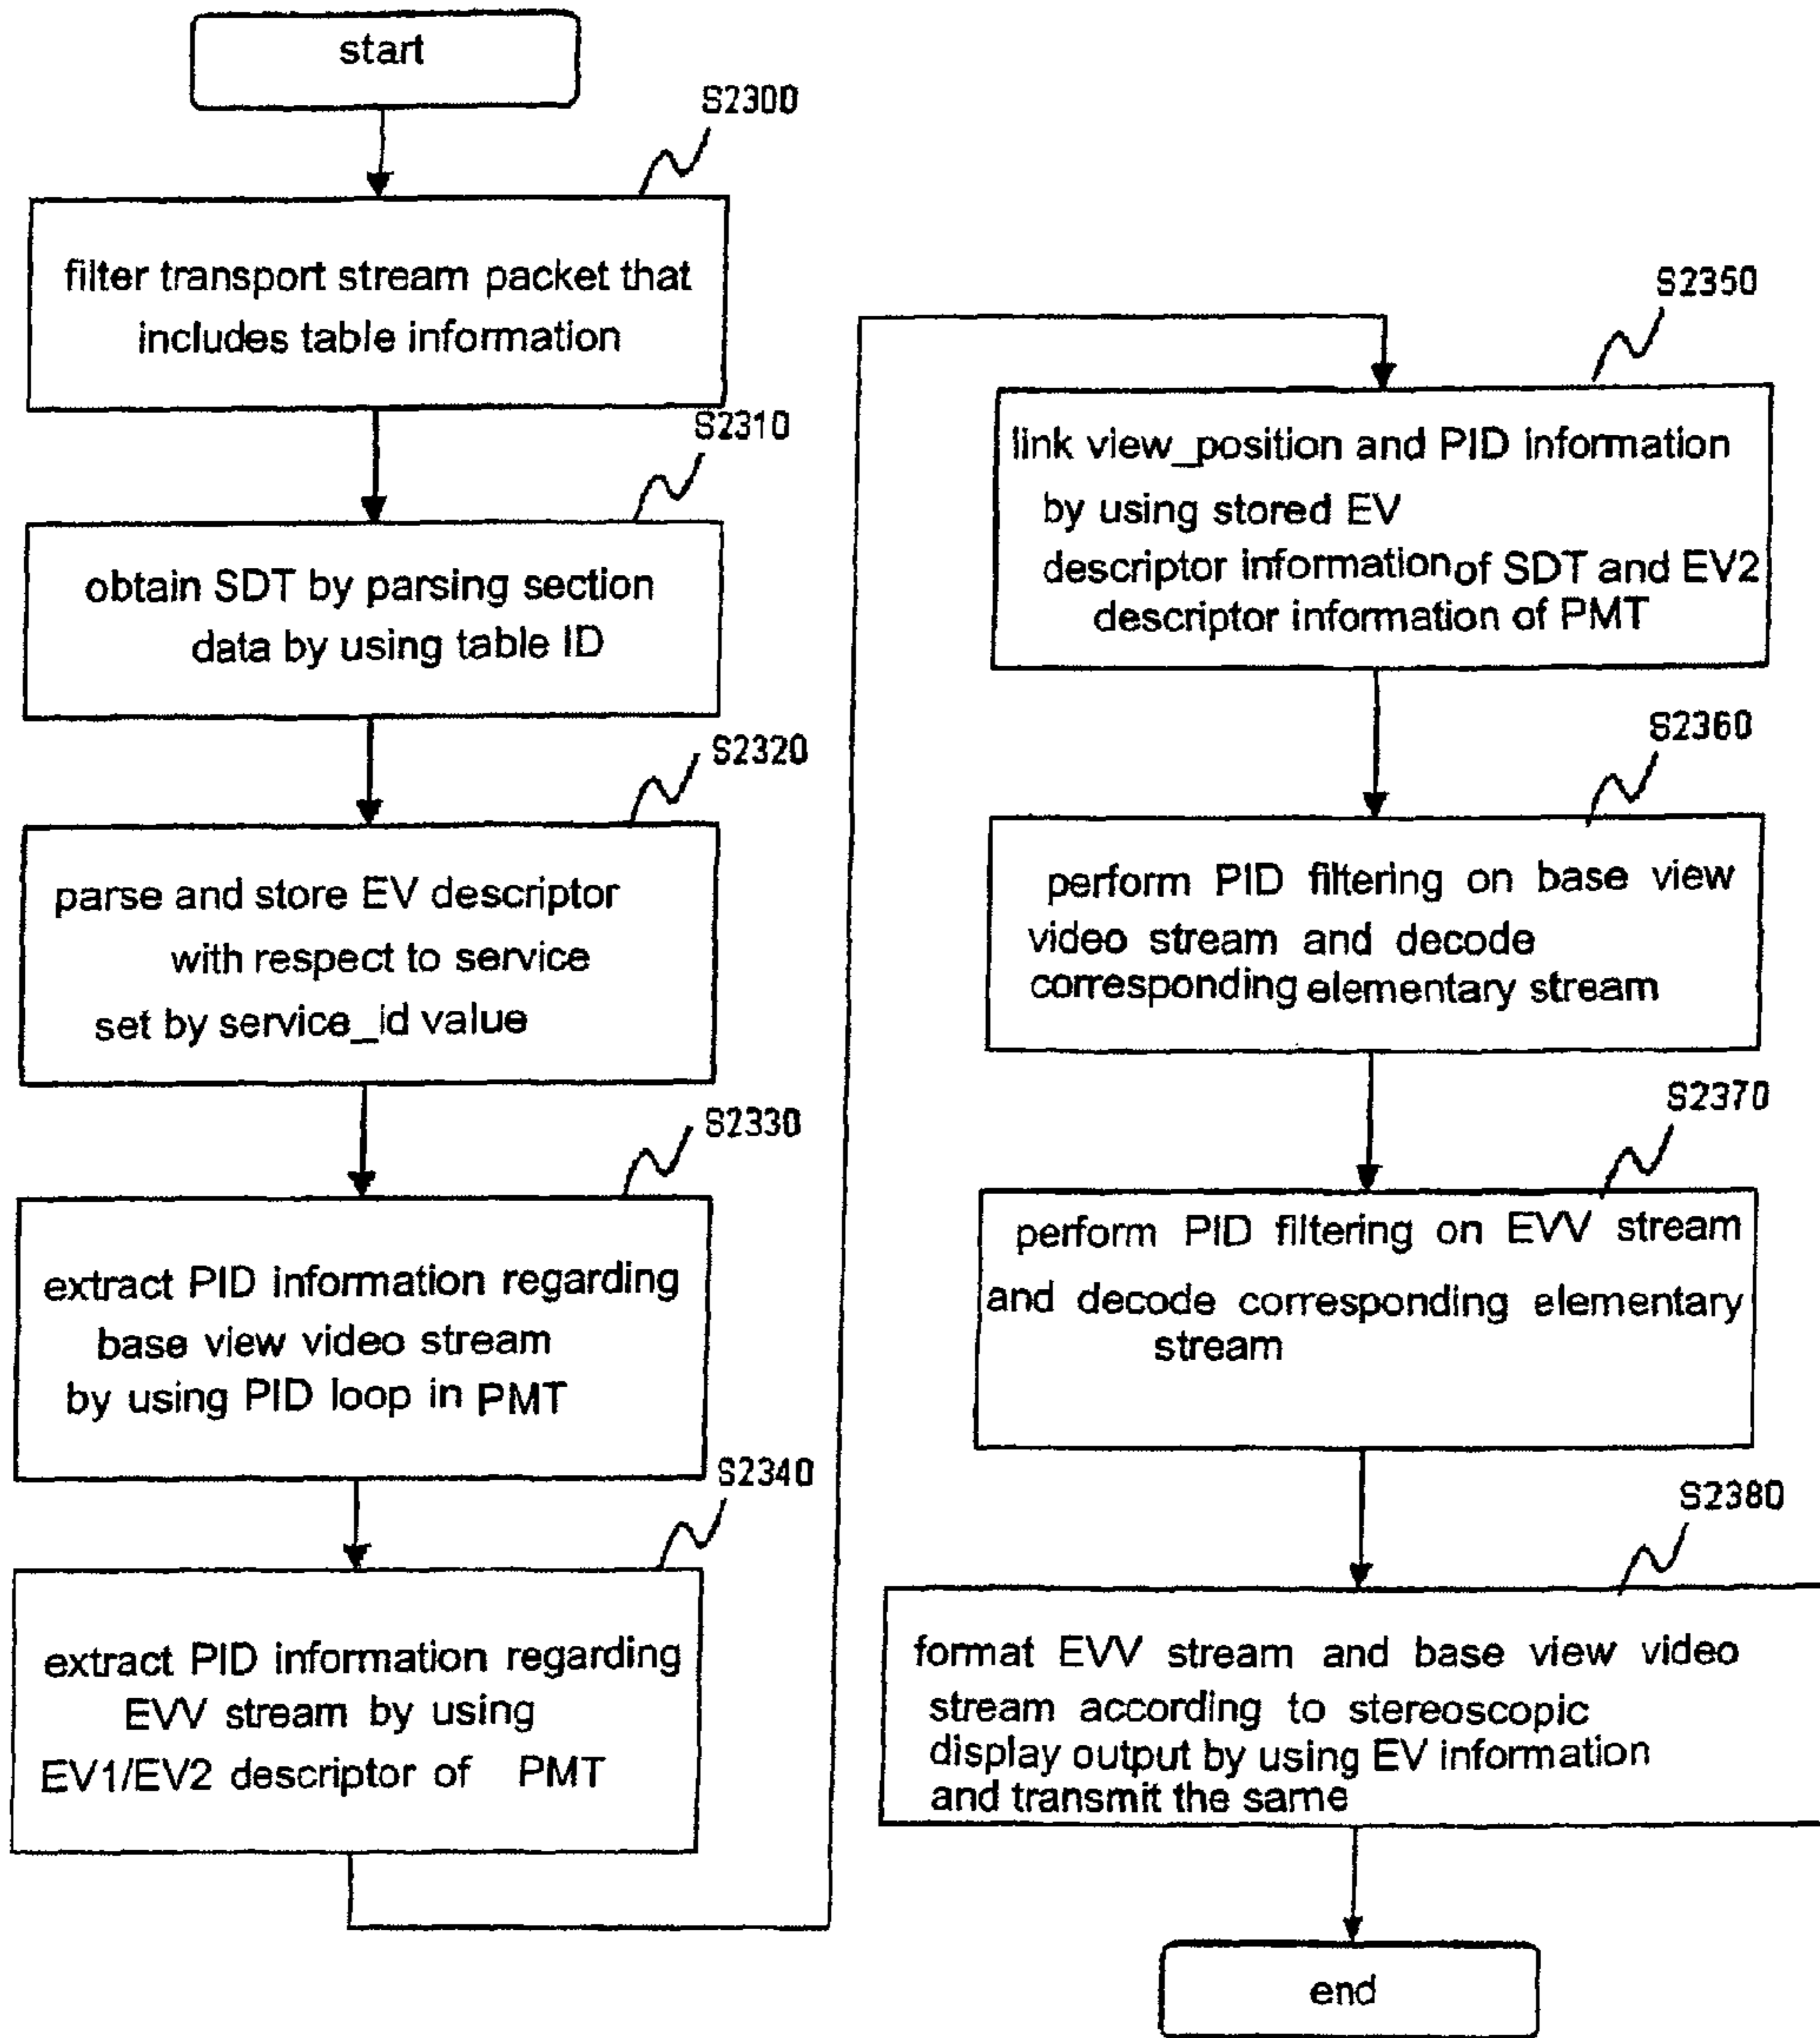 start
S2300
filter transport stream packet that
includes table information
S2310
obtain SDT by parsing section
data by using table ID
S2320
parse and store EV descriptor
with respect to service
set by service_id value
S2330
extract PID information regarding
base view video stream
by using PID loop in PMT
S2340
extract PID information regarding
EVV stream by using
EV1/EV2 descriptor of PMT
S2350
link view_position and PID information
by using stored EV
descriptor information of SDT and EV2
descriptor information of PMT
S2360
perform PID filtering on base view
video stream and decode
corresponding elementary stream
S2370
perform PID filtering on EVV stream
and decode corresponding elementary
stream
S2380
format EVV stream and base view video
stream according to stereoscopic
display output by using EV information
and transmit the same
end